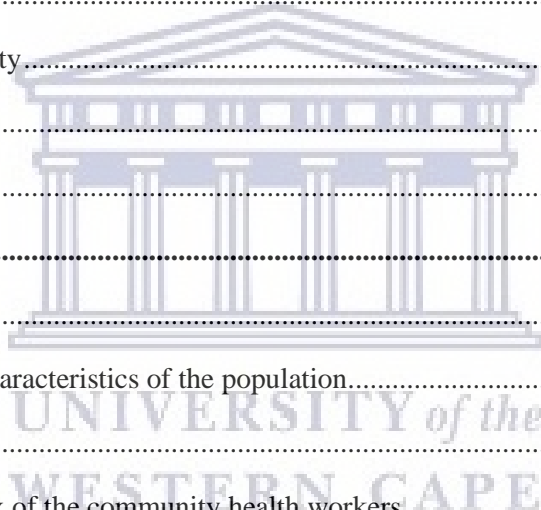 ..........................................................................
ty..........................................................................
..........................................................................
..........................................................................
..........................................................................
..........................................................................
aracteristics of the population...........................
UNIVERSITY of the
..........................................................................
WESTERN CAPE
of the community health workers